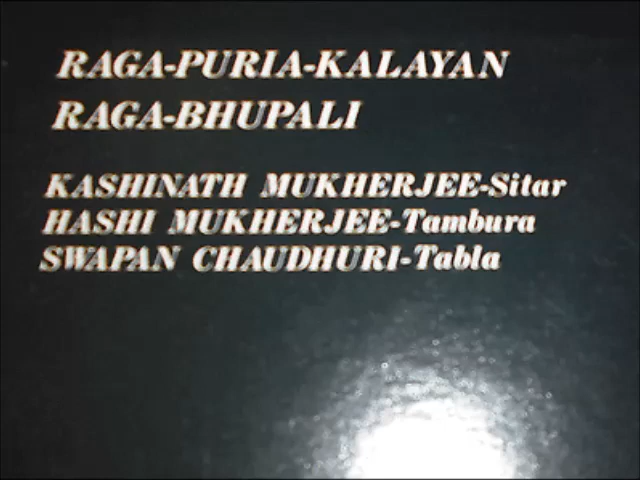 RAGA-PURIA-KALAYAN
RAGA-BHUPALI
KASHINATH MUKHERJEE-Sitar
HASHI MUKHERJEE-Tambura
SWAPAN CHAUDHURI-Tabla